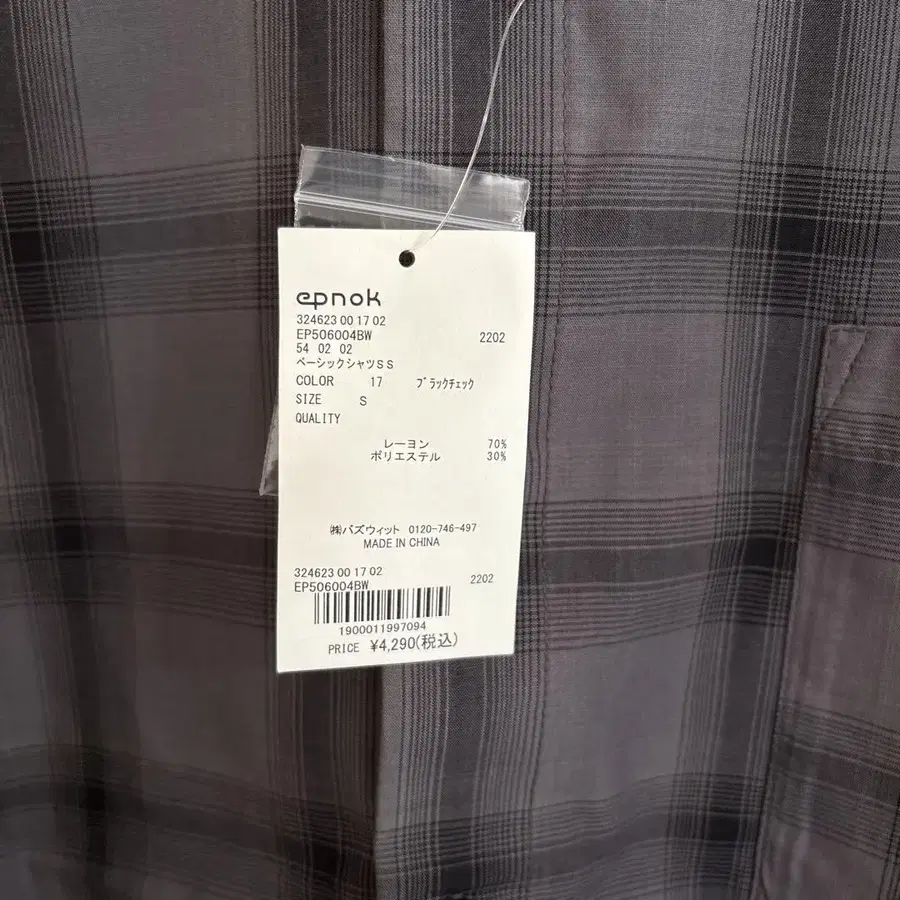 epnok
324623 00 17 02
EP506004BW 2202
54 02 02
ベーシックシャツSS
COLOR 17 ブラックチェック
SIZE S
QUALITY
レーヨン 70%
ポリエステル 30%
㈱バズウィット 0120-746-497
MADE IN CHINA
324623 00 17 02
EP506004BW 2202
1900011997094
PRICE ¥4,290(税込)